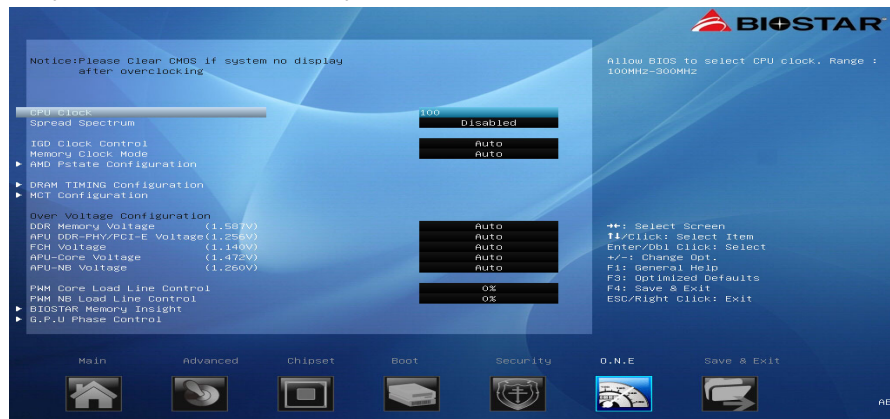 BIOSTAR
Notice:Please Clear CMOS if system no display
after overclocking
Allow BIOS to select CPU clock. Range :
100MHz-300MHz
CPU Clock 100
Spread Spectrum Disabled
IGD Clock Control Auto
Memory Clock Mode Auto
AMD Pstate Configuration
DRAM TIMING Configuration
MCT Configuration
Over Voltage Configuration
DDR Memory Voltage (1.587V) Auto
APU DDR-PHY/PCI-E Voltage(1.256V) Auto
FCH Voltage (1.140V) Auto
APU-Core Voltage (1.472V) Auto
APU-NB Voltage (1.260V) Auto
PWM Core Load Line Control 0%
PWM NB Load Line Control 0%
BIOSTAR Memory Insight
G.P.U Phase Control
→←: Select Screen
↑↓/Click: Select Item
Enter/Dbl Click: Select
+/-: Change Opt.
F1: General Help
F3: Optimized Defaults
F4: Save & Exit
ESC/Right Click: Exit
Main Advanced Chipset Boot Security O.N.E Save & Exit